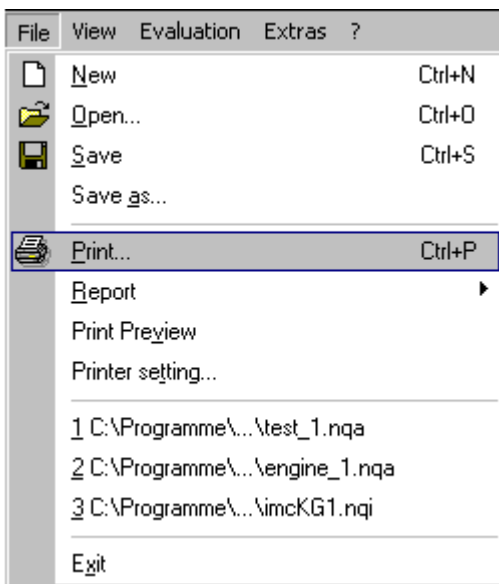 File View Evaluation Extras ?
New Ctrl+N
Open... Ctrl+O
Save Ctrl+S
Save as...
Print... Ctrl+P
Report
Print Preview
Printer setting...
1 C:\Programme\...\test_1.nqa
2 C:\Programme\...\engine_1.nqa
3 C:\Programme\...\imcKG1.nqi
Exit